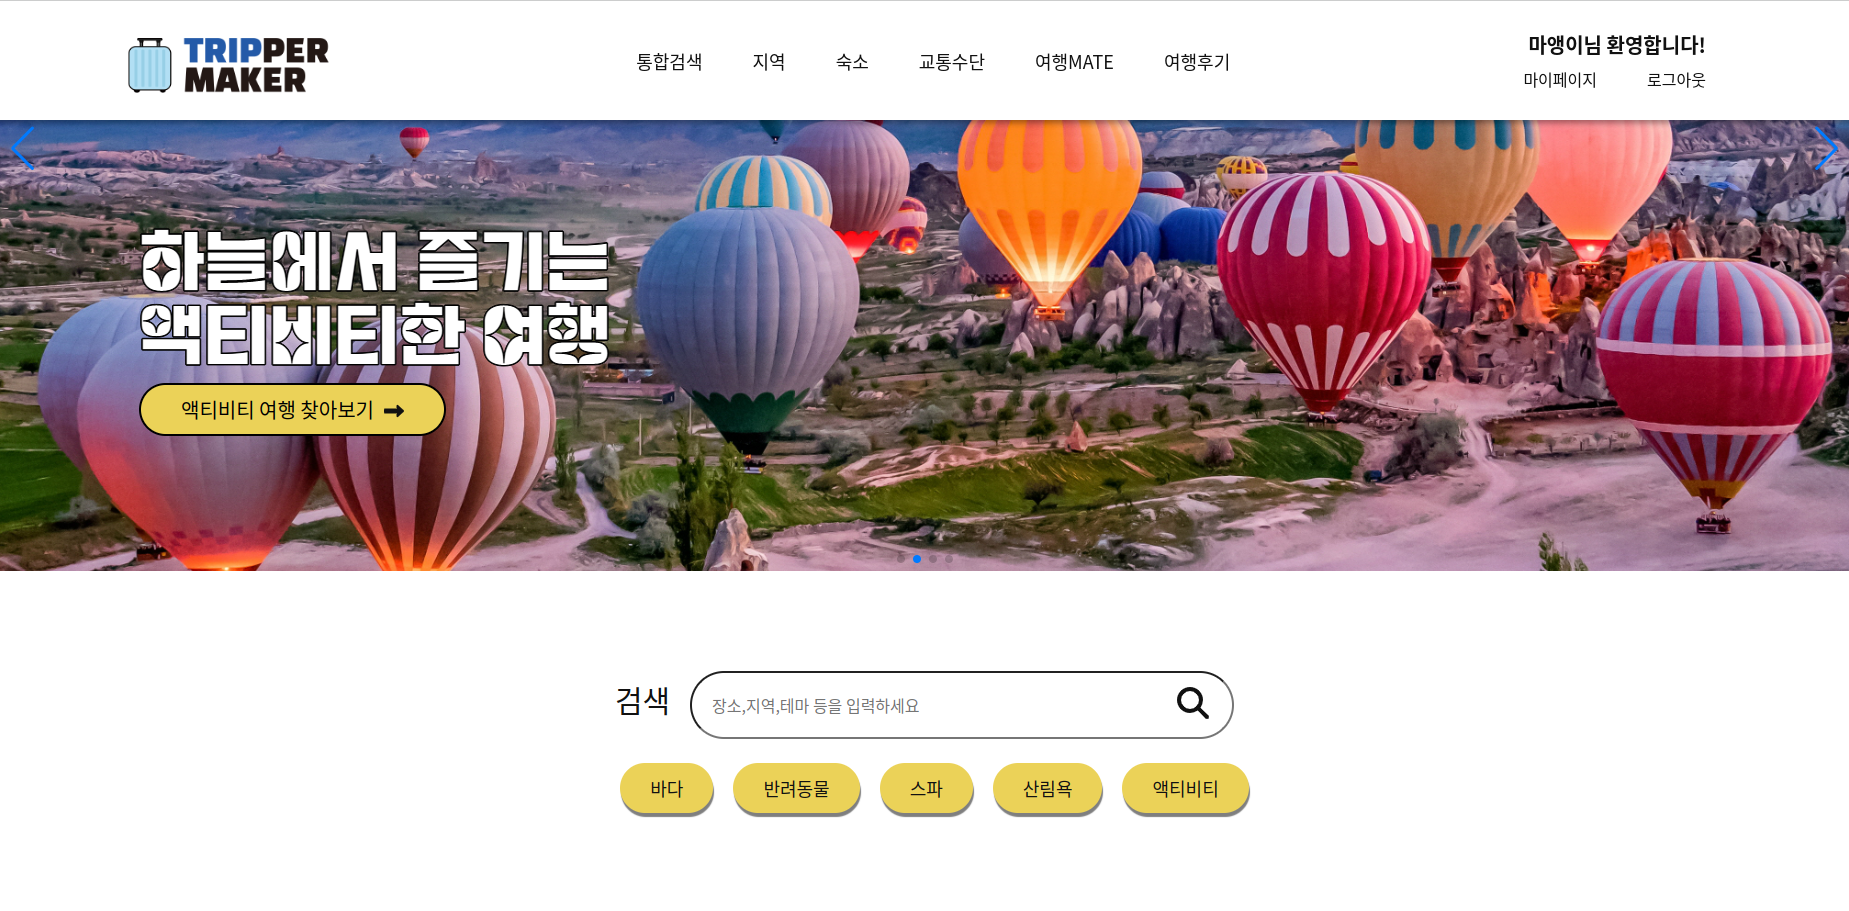 TRIPPER
MAKER
통합검색
지역
숙소
교통수단
여행MATE
여행후기
마앵이님 환영합니다!
마이페이지
로그아웃
하늘에서 즐기는
액티비티한 여행
액티비티 여행 찾아보기
검색
장소,지역,테마 등을 입력하세요
바다
반려동물
스파
산림욕
액티비티